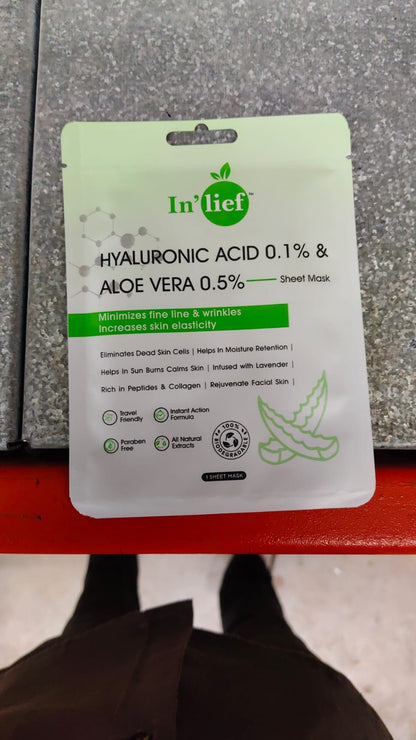 In'lief™
HYALURONIC ACID 0.1% &
ALOE VERA 0.5% Sheet Mask
Minimizes fine line & wrinkles
Increases skin elasticity
Eliminates Dead Skin Cells | Helps In Moisture Retention |
Helps In Sun Burns Calms Skin | Infused with Lavender |
Rich in Peptides & Collagen | Rejuvenate Facial Skin |
Travel Friendly
Instant Action Formula
Paraben Free
All Natural Extracts
100% BIODEGRADABLE
1 SHEET MASK